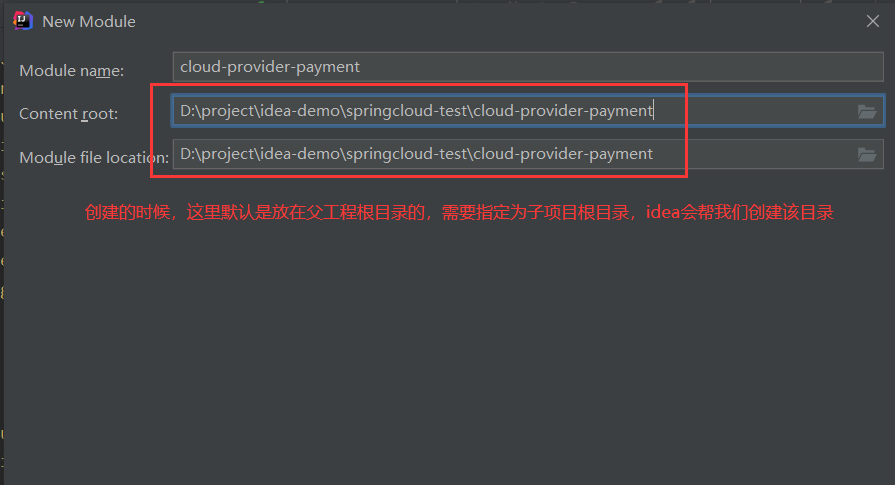 New Module
Module name:
cloud-provider-payment
Content root:
D:\project\idea-demo\springcloud-test\cloud-provider-payment
Module file location:
D:\project\idea-demo\springcloud-test\cloud-provider-payment
创建的时候，这里默认是放在父工程根目录的，需要指定为子项目根目录，idea会帮我们创建该目录